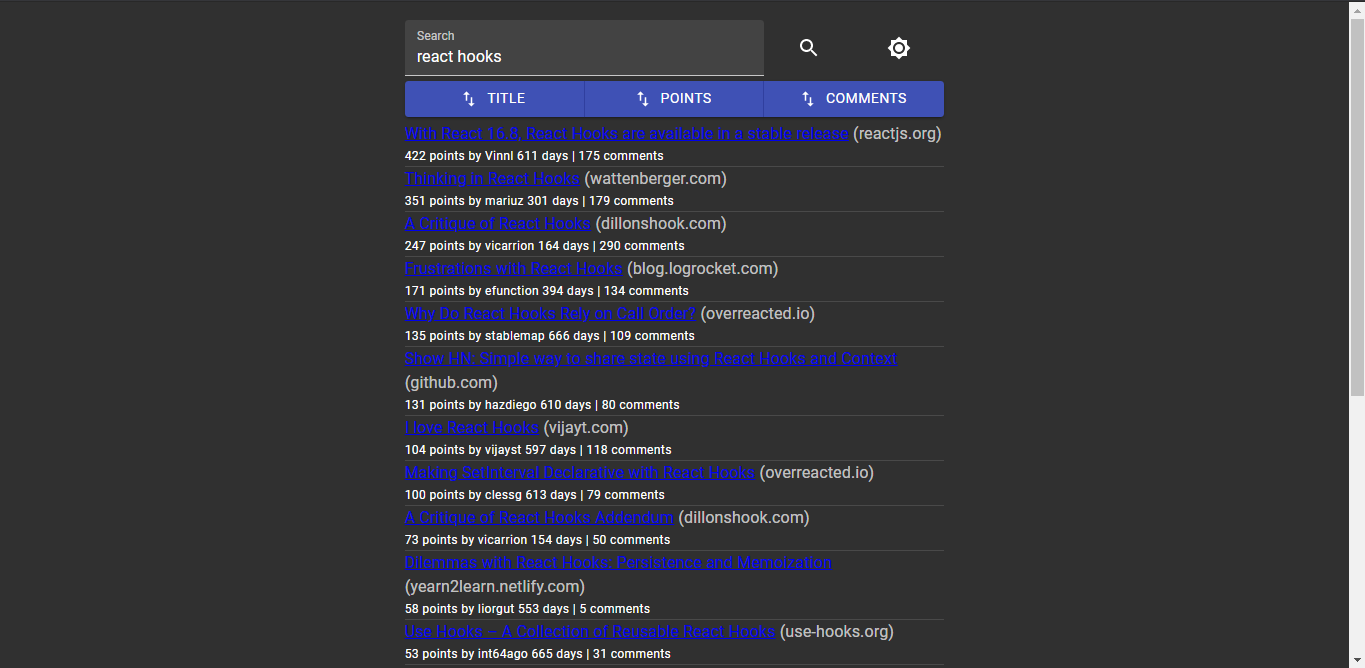 Search
react hooks
TITLE POINTS COMMENTS
With React 16.8, React Hooks are available in a stable release (reactjs.org)
422 points by Vinnl 611 days | 175 comments
Thinking in React Hooks (wattenberger.com)
351 points by mariuz 301 days | 179 comments
A Critique of React Hooks (dillonshook.com)
247 points by vicarrion 164 days | 290 comments
Frustrations with React Hooks (blog.logrocket.com)
171 points by efunction 394 days | 134 comments
Why Do React Hooks Rely on Call Order? (overreacted.io)
135 points by stablemap 666 days | 109 comments
Show HN: Simple way to share state using React Hooks and Context
(github.com)
131 points by hazdiego 610 days | 80 comments
I love React Hooks (vijayt.com)
104 points by vijayst 597 days | 118 comments
Making SetInterval Declarative with React Hooks (overreacted.io)
100 points by clessg 613 days | 79 comments
A Critique of React Hooks Addendum (dillonshook.com)
73 points by vicarrion 154 days | 50 comments
Dilemmas with React Hooks: Persistence and Memoization
(yearn2learn.netlify.com)
58 points by liorgut 553 days | 5 comments
Use Hooks – A Collection of Reusable React Hooks (use-hooks.org)
53 points by int64ago 665 days | 31 comments